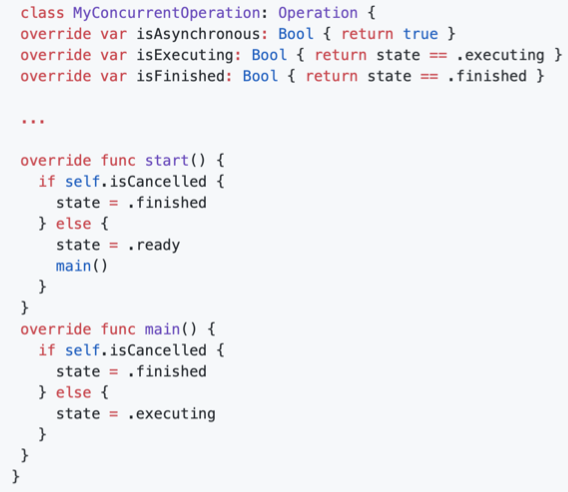 class MyConcurrentOperation: Operation {
override var isAsynchronous: Bool { return true }
override var isExecuting: Bool { return state == .executing }
override var isFinished: Bool { return state == .finished }
...
override func start() {
if self.isCancelled {
state = .finished
} else {
state = .ready
main()
}
}
override func main() {
if self.isCancelled {
state = .finished
} else {
state = .executing
}
}
}